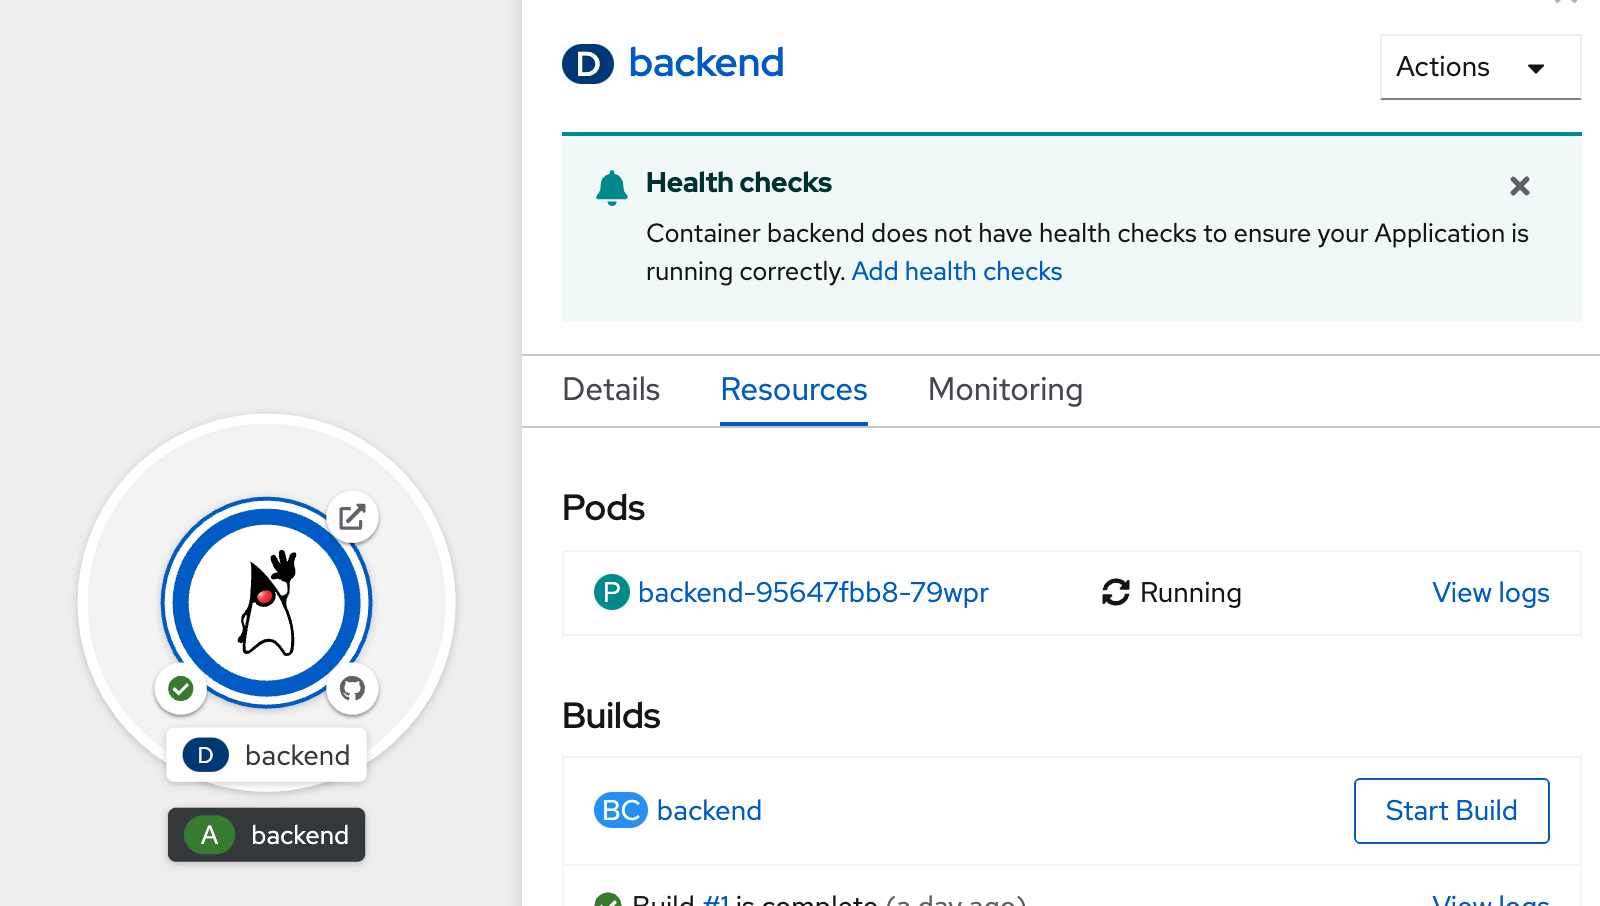 D backend
Actions
Health checks
Container backend does not have health checks to ensure your Application is
running correctly. Add health checks
Details Resources Monitoring
Pods
P backend-95647fbb8-79wpr Running View logs
Builds
BC backend Start Build
Build #1 is complete (a day ago) View logs
D backend
A backend